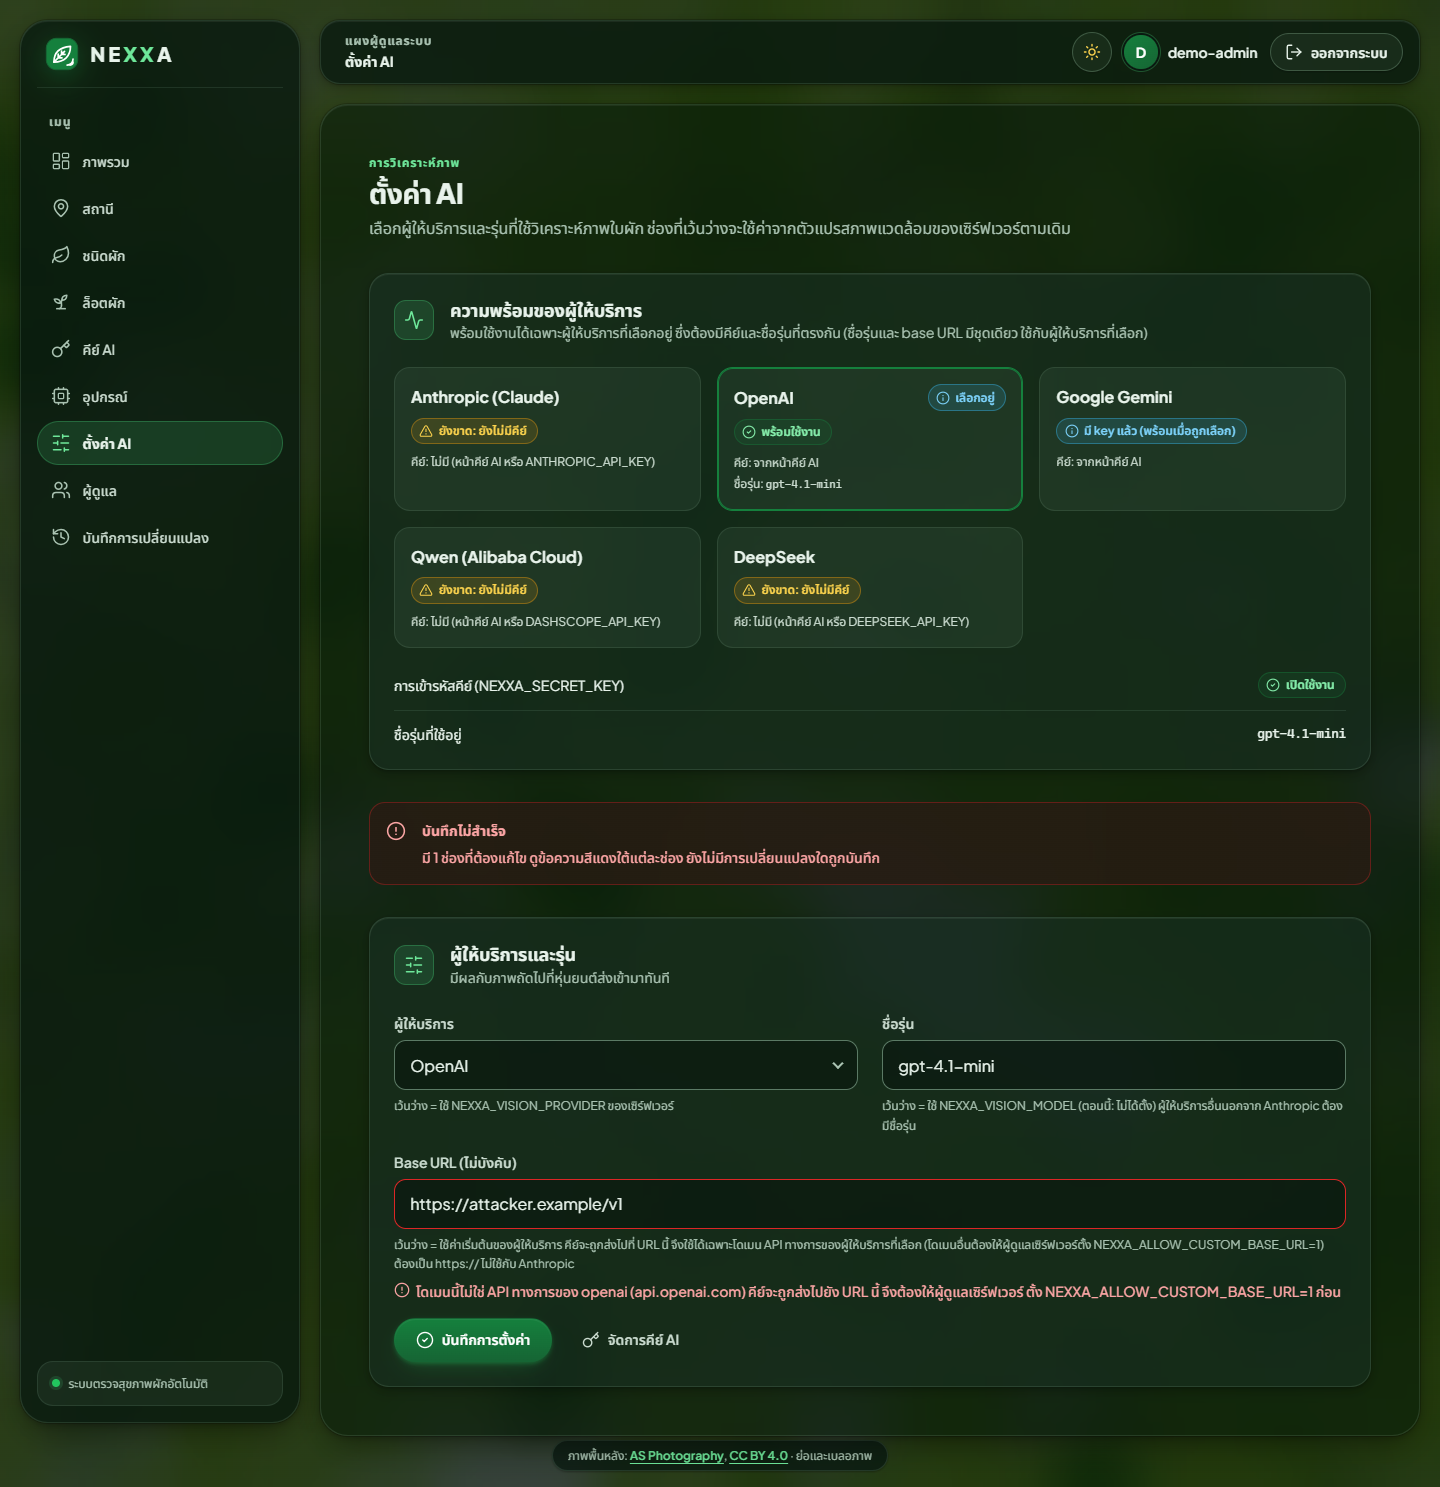 NEXXA
เมนู
ภาพรวม
สถานี
ชนิดผัก
ล็อตผัก
คีย์ AI
อุปกรณ์
ตั้งค่า AI
ผู้ดูแล
บันทึกการเปลี่ยนแปลง
ระบบตรวจสุขภาพผักอัตโนมัติ
แผงผู้ดูแลระบบ
ตั้งค่า AI
D demo-admin ออกจากระบบ
การวิเคราะห์ภาพ
ตั้งค่า AI
เลือกผู้ให้บริการและรุ่นที่ใช้วิเคราะห์ภาพใบผัก ช่องที่เว้นว่างจะใช้ค่าจากตัวแปรสภาพแวดล้อมของเซิร์ฟเวอร์ตามเดิม
ความพร้อมของผู้ให้บริการ
พร้อมใช้งานได้เฉพาะผู้ให้บริการที่เลือกอยู่ ซึ่งต้องมีคีย์และชื่อรุ่นที่ตรงกัน (ชื่อรุ่นและ base URL มีชุดเดียว ใช้กับผู้ให้บริการที่เลือก)
Anthropic (Claude)
ยังขาด: ยังไม่มีคีย์
คีย์: ไม่มี (หน้าคีย์ AI หรือ ANTHROPIC_API_KEY)
OpenAI เลือกอยู่
พร้อมใช้งาน
คีย์: จากหน้าคีย์ AI
ชื่อรุ่น: gpt-4.1-mini
Google Gemini
มี key แล้ว (พร้อมเมื่อถูกเลือก)
คีย์: จากหน้าคีย์ AI
Qwen (Alibaba Cloud)
ยังขาด: ยังไม่มีคีย์
คีย์: ไม่มี (หน้าคีย์ AI หรือ DASHSCOPE_API_KEY)
DeepSeek
ยังขาด: ยังไม่มีคีย์
คีย์: ไม่มี (หน้าคีย์ AI หรือ DEEPSEEK_API_KEY)
การเข้ารหัสคีย์ (NEXXA_SECRET_KEY) เปิดใช้งาน
ชื่อรุ่นที่ใช้อยู่ gpt-4.1-mini
บันทึกไม่สำเร็จ
มี 1 ช่องที่ต้องแก้ไข ดูข้อความสีแดงใต้แต่ละช่อง ยังไม่มีการเปลี่ยนแปลงใดถูกบันทึก
ผู้ให้บริการและรุ่น
มีผลกับภาพถัดไปที่หุ่นยนต์ส่งเข้ามาทันที
ผู้ให้บริการ
OpenAI
เว้นว่าง = ใช้ NEXXA_VISION_PROVIDER ของเซิร์ฟเวอร์
ชื่อรุ่น
gpt-4.1-mini
เว้นว่าง = ใช้ NEXXA_VISION_MODEL (ตอนนี้: ไม่ได้ตั้ง) ผู้ให้บริการอื่นนอกจาก Anthropic ต้อง
มีชื่อรุ่น
Base URL (ไม่บังคับ)
https://attacker.example/v1
เว้นว่าง = ใช้ค่าเริ่มต้นของผู้ให้บริการ คีย์จะถูกส่งไปที่ URL นี้ จึงใช้ได้เฉพาะโดเมน API ทางการของผู้ให้บริการที่เลือก (โดเมนอื่นต้องให้ผู้ดูแลเซิร์ฟเวอร์ตั้ง NEXXA_ALLOW_CUSTOM_BASE_URL=1)
ต้องเป็น https:// ไม่ใช้กับ Anthropic
โดเมนนี้ไม่ใช่ API ทางการของ openai (api.openai.com) คีย์จะถูกส่งไปยัง URL นี้ จึงต้องให้ผู้ดูแลเซิร์ฟเวอร์ ตั้ง NEXXA_ALLOW_CUSTOM_BASE_URL=1 ก่อน
บันทึกการตั้งค่า จัดการคีย์ AI
ภาพพื้นหลัง: AS Photography, CC BY 4.0 · ย่อและเบลอภาพ